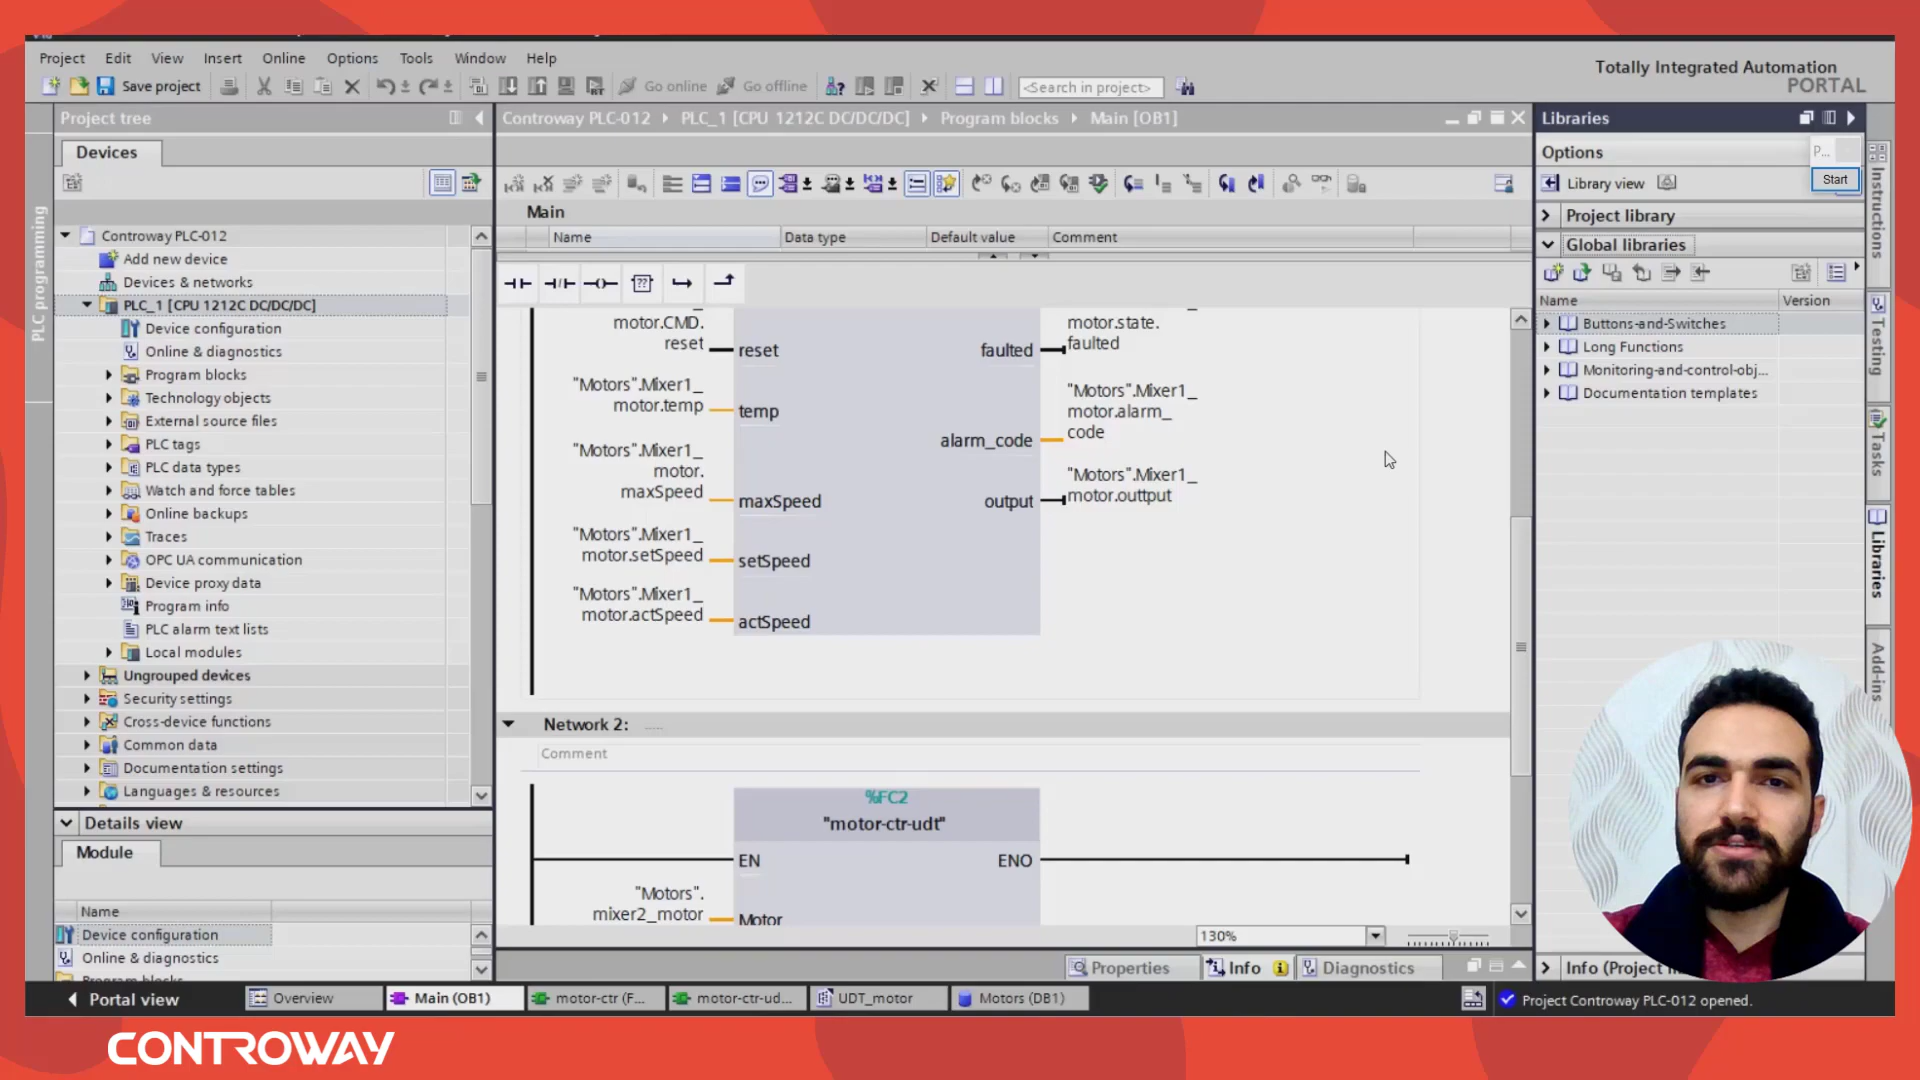 Project Edit View Insert Online Options Tools Window Help
Totally Integrated Automation
PORTAL
Save project
Go online
Go offline
<Search in project>
Project tree
Controway PLC-012 PLC_1 [CPU 1212C DC/DC/DC] Program blocks Main [OB1]
Libraries
Devices
Options
P...
Start
Library view
PLC programming
Controway PLC-012
Add new device
Devices & networks
PLC_1 [CPU 1212C DC/DC/DC]
Device configuration
Online & diagnostics
Program blocks
Technology objects
External source files
PLC tags
PLC data types
Watch and force tables
Online backups
Traces
OPC UA communication
Device proxy data
Program info
PLC alarm text lists
Local modules
Ungrouped devices
Security settings
Cross-device functions
Common data
Documentation settings
Languages & resources
Details view
Module
Name
Device configuration
Online & diagnostics
Program blocks
Main
Name Data type Default value Comment
??
motor.CMD.
reset
reset
"Motors".Mixer1_
motor.temp
temp
"Motors".Mixer1_
motor.
maxSpeed
maxSpeed
"Motors".Mixer1_
motor.setSpeed
setSpeed
"Motors".Mixer1_
motor.actSpeed
actSpeed
faulted
motor.state.
faulted
alarm_code
"Motors".Mixer1_
motor.alarm_
code
output
"Motors".Mixer1_
motor.outtput
Network 2: .....
Comment
%FC2
"motor-ctr-udt"
EN ENO
"Motors".
mixer2_motor
Motor
130%
Properties
Info
Diagnostics
Project library
Global libraries
Name Version
Buttons-and-Switches
Long Functions
Monitoring-and-control-obj...
Documentation templates
Info (Project
Instructions
Testing
Tasks
Libraries
Add-ins
Portal view
Overview
Main (OB1)
motor-ctr (F...
motor-ctr-ud...
UDT_motor
Motors (DB1)
Project Controway PLC-012 opened.
CONTROWAY